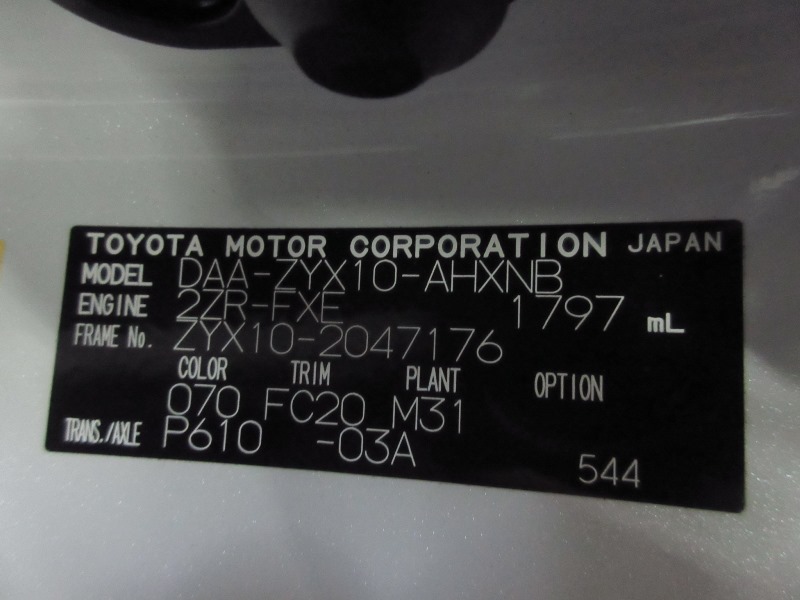 TOYOTA MOTOR CORPORATION JAPAN
MODEL DAA-ZYX10-AHXNB
ENGINE 2ZR-FXE 1797 mL
FRAME No. ZYX10-2047176
COLOR TRIM PLANT OPTION
070 FC20 M31
TRANS./AXLE P610 -03A 544